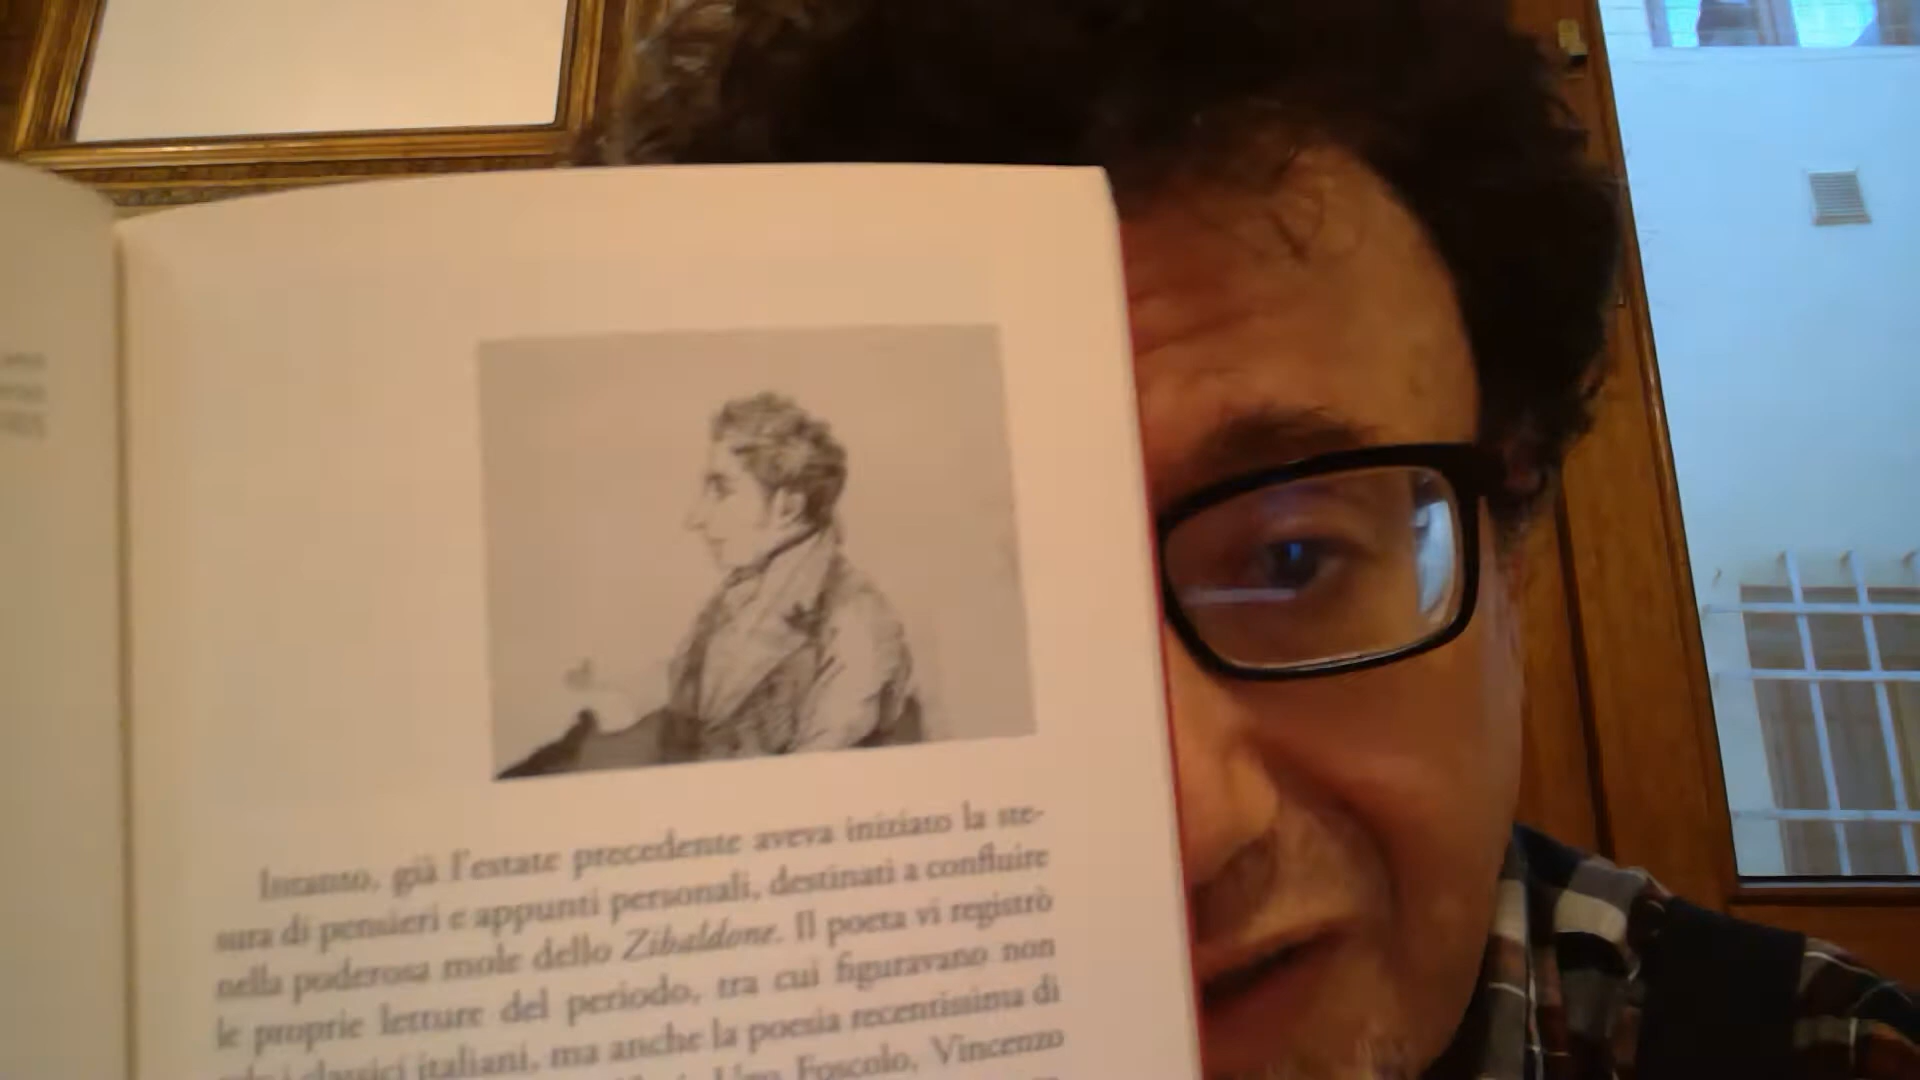 Intanto, già l'estate precedente aveva iniziato la ste-
sura di pensieri e appunti personali, destinati a confluire
nella poderosa mole dello Zibaldone. Il poeta vi registrò
le proprie letture del periodo, tra cui figuravano non
solo i classici italiani, ma anche la poesia recentissima di
Ugo Foscolo, Vincenzo